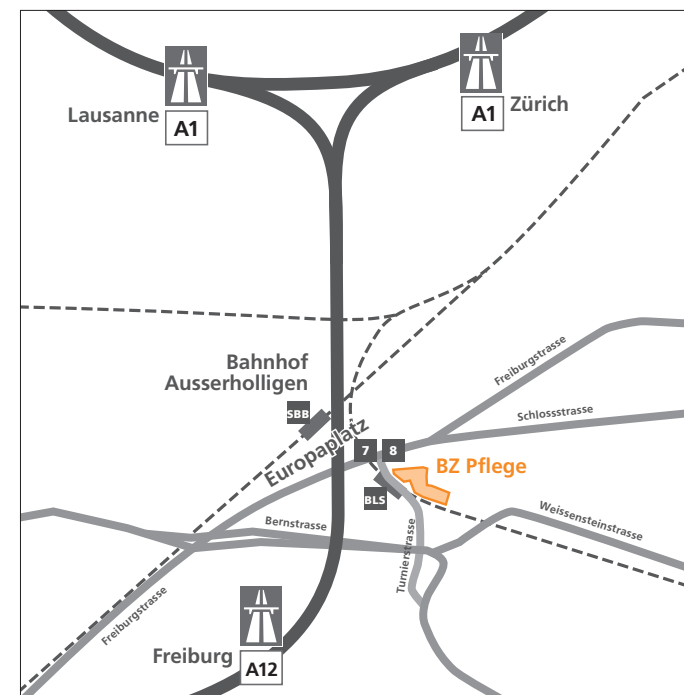 Lausanne
A1
A1
Zürich
Bahnhof
Ausserholligen
SBB
Freiburgstrasse
Schlossstrasse
Europaplatz
7
8
BZ Pflege
BLS
Bernstrasse
Weissensteinstrasse
Turnierstrasse
Freiburgstrasse
Freiburg
A12